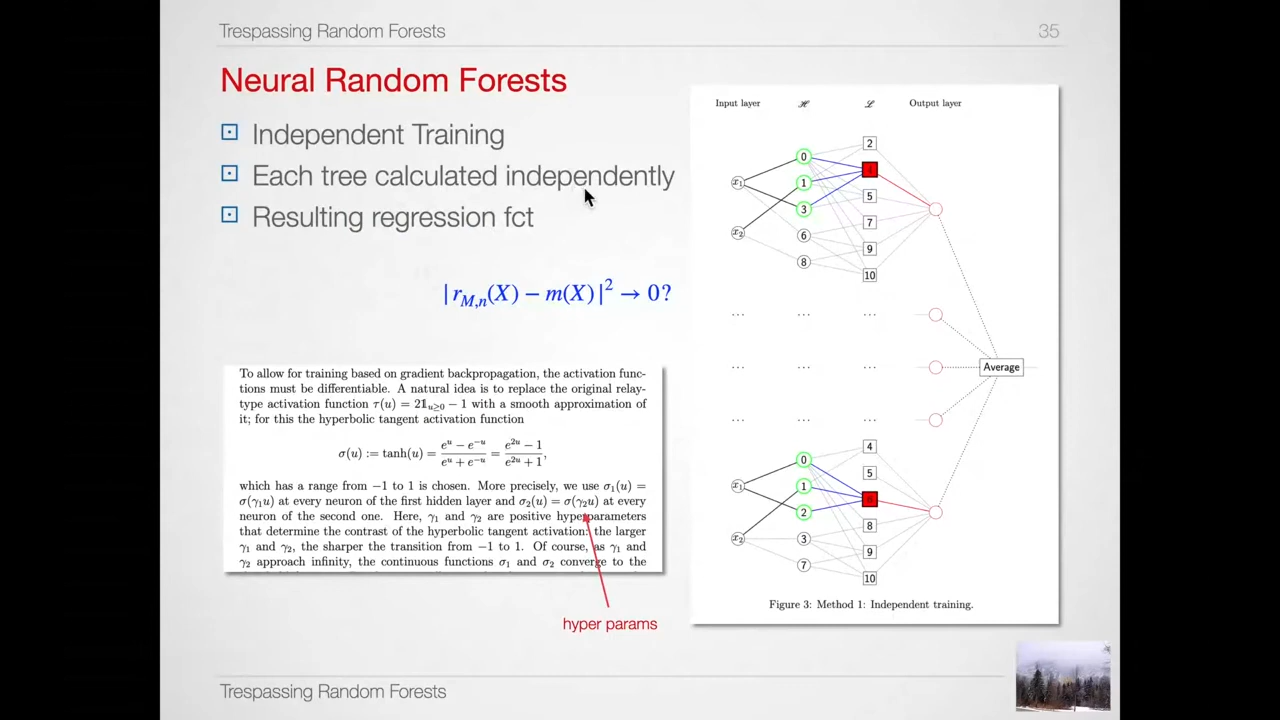 Trespassing Random Forests
35
Neural Random Forests
Independent Training
Each tree calculated independently
Resulting regression fct
| r_{M,n}(X) − m(X) |² → 0?
To allow for training based on gradient backpropagation, the activation func-
tions must be differentiable. A natural idea is to replace the original relay-
type activation function τ(u) = 2𝟙_{u≥0} − 1 with a smooth approximation of
it; for this the hyperbolic tangent activation function
σ(u) := tanh(u) = (e^u − e^{−u})/(e^u + e^{−u}) = (e^{2u} − 1)/(e^{2u} + 1),
which has a range from −1 to 1 is chosen. More precisely, we use σ₁(u) =
σ(γ₁u) at every neuron of the first hidden layer and σ₂(u) = σ(γ₂u) at every
neuron of the second one. Here, γ₁ and γ₂ are positive hyperparameters
that determine the contrast of the hyperbolic tangent activation: the larger
γ₁ and γ₂, the sharper the transition from −1 to 1. Of course, as γ₁ and
γ₂ approach infinity, the continuous functions σ₁ and σ₂ converge to the
hyper params
Input layer ℋ ℒ Output layer
2
0
x₁ 1
5
3
7
x₂ 6
9
8
10
... ... ...
... ... ... Average
... ... ...
4
0
5
x₁ 1
2
8
x₂ 3
9
7
10
Figure 3: Method 1: Independent training.
Trespassing Random Forests